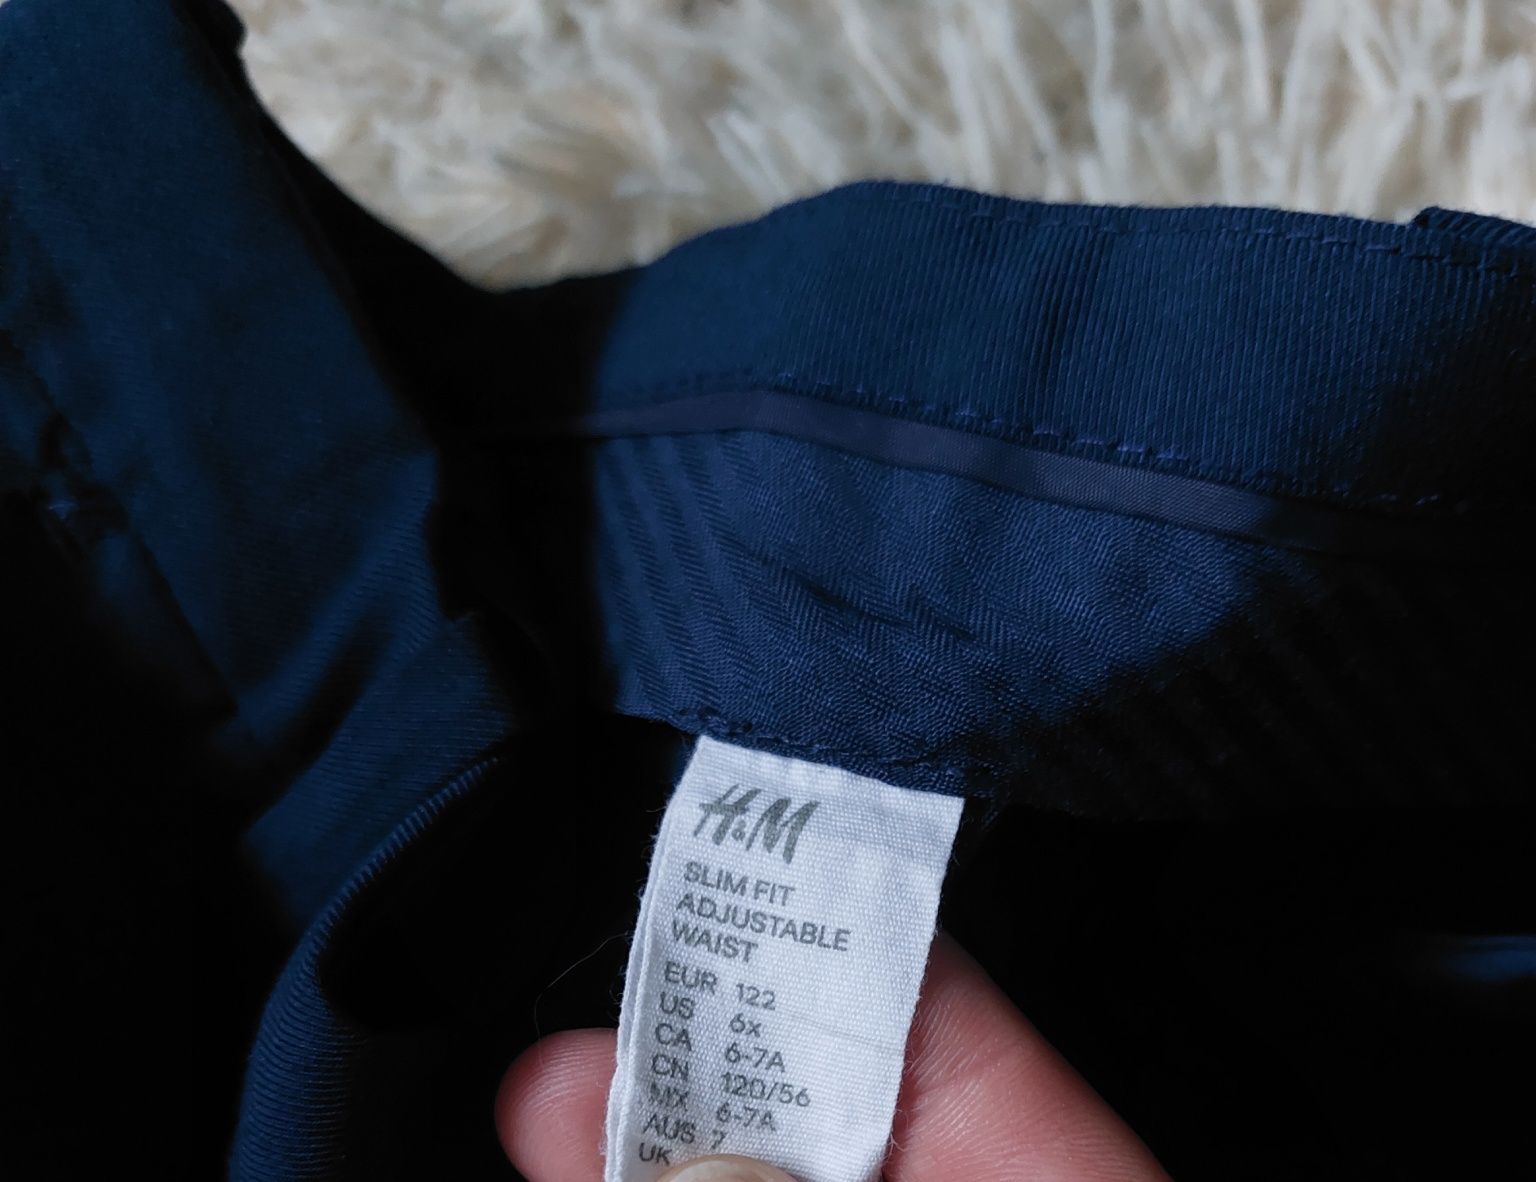 H&M
SLIM FIT
ADJUSTABLE
WAIST
EUR 122
US 6x
CA 6-7A
CN 120/56
MX 6-7A
AUS 7
UK